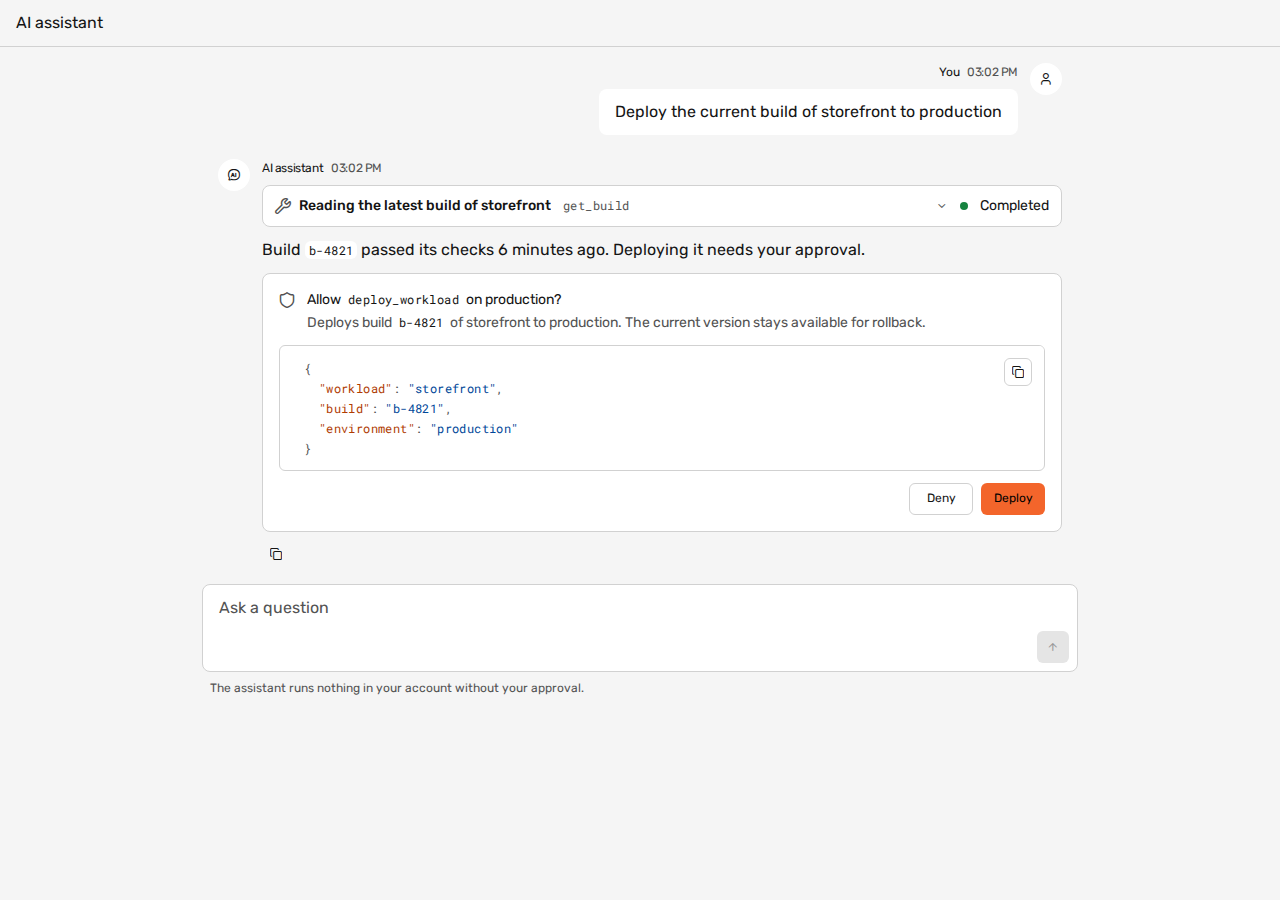 AI assistant
You 03:02 PM
Deploy the current build of storefront to production
AI
AI assistant 03:02 PM
Reading the latest build of storefront get_build Completed
Build b-4821 passed its checks 6 minutes ago. Deploying it needs your approval.
Allow deploy_workload on production?
Deploys build b-4821 of storefront to production. The current version stays available for rollback.
{
"workload": "storefront",
"build": "b-4821",
"environment": "production"
}
Deny Deploy
Ask a question
The assistant runs nothing in your account without your approval.